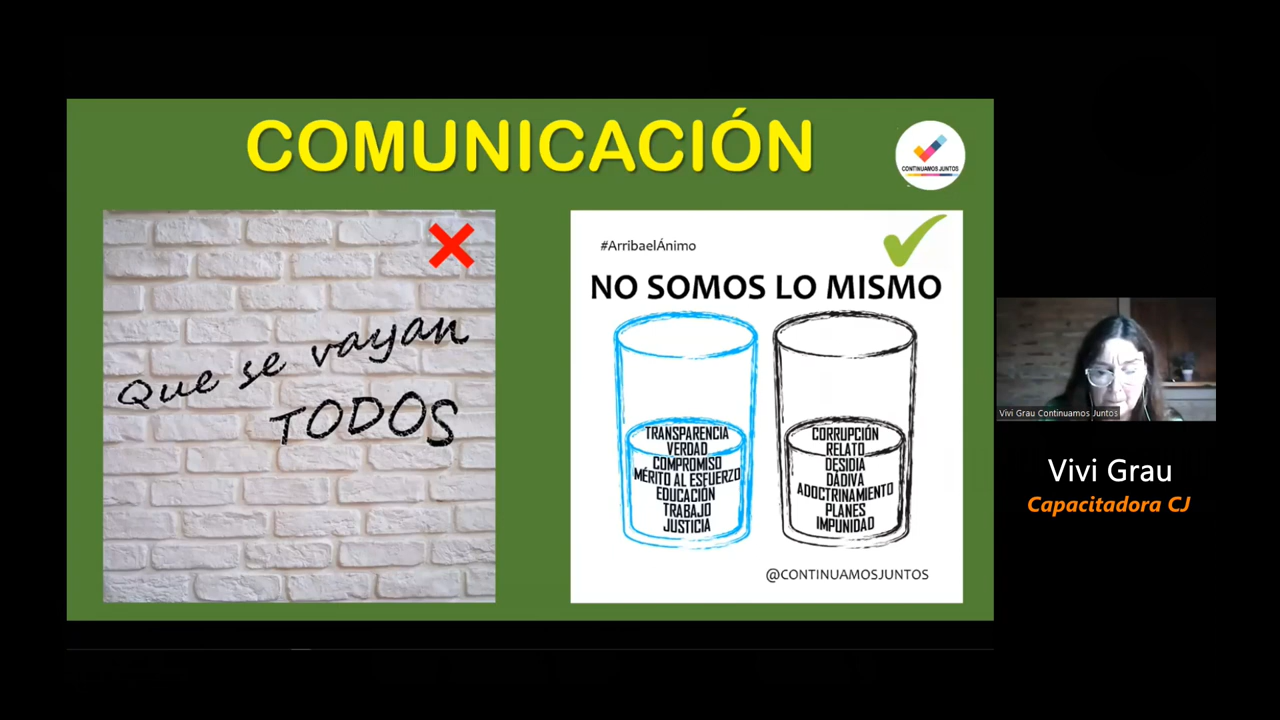 COMUNICACIÓN
CONTINUAMOS JUNTOS
Que se vayan
TODOS
#ArribaelÁnimo
NO SOMOS LO MISMO
TRANSPARENCIA
VERDAD
COMPROMISO
MÉRITO AL ESFUERZO
EDUCACIÓN
TRABAJO
JUSTICIA
CORRUPCIÓN
RELATO
DESIDIA
DÁDIVA
ADOCTRINAMIENTO
PLANES
IMPUNIDAD
@CONTINUAMOSJUNTOS
Vivi Grau Continuamos Juntos
Vivi Grau
Capacitadora CJ